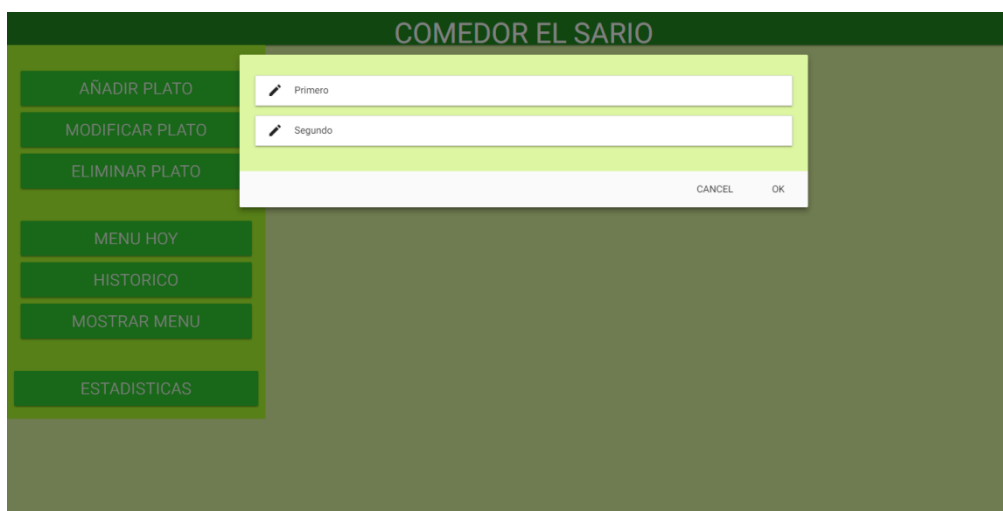 COMEDOR EL SARIO
AÑADIR PLATO
MODIFICAR PLATO
ELIMINAR PLATO
MENU HOY
HISTORICO
MOSTRAR MENU
ESTADISTICAS
Primero
Segundo
CANCEL OK